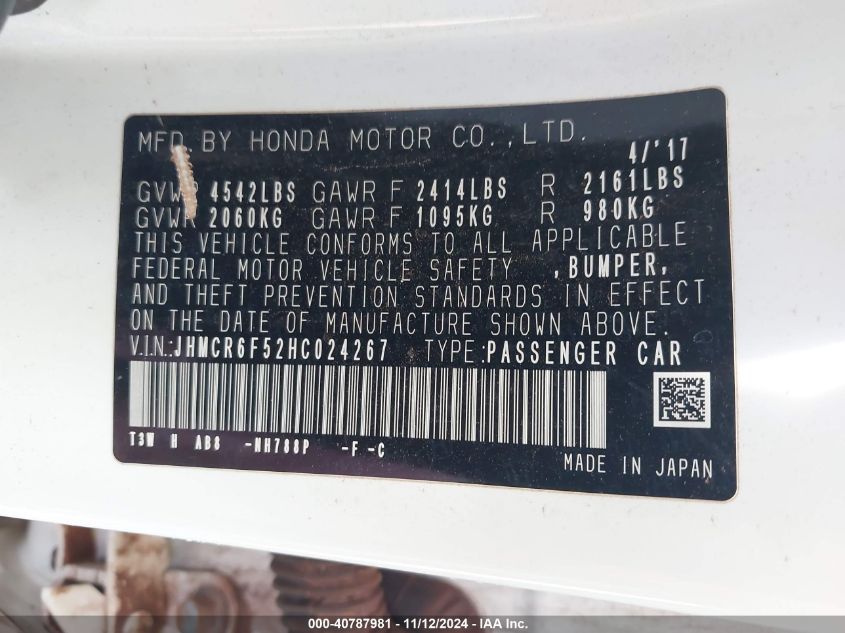 MFD. BY HONDA MOTOR CO.,LTD. 4/'17
GVWR 4542LBS GAWR F 2414LBS R 2161LBS
GVWR 2060KG GAWR F 1095KG R 980KG
THIS VEHICLE CONFORMS TO ALL APPLICABLE
FEDERAL MOTOR VEHICLE SAFETY ,BUMPER,
AND THEFT PREVENTION STANDARDS IN EFFECT
ON THE DATE OF MANUFACTURE SHOWN ABOVE.
V.I.N.:JHMCR6F52HC024267 TYPE:PASSENGER CAR
T3W H AB8 -NH788P -F -C
MADE IN JAPAN
000-40787981 - 11/12/2024 - IAA Inc.